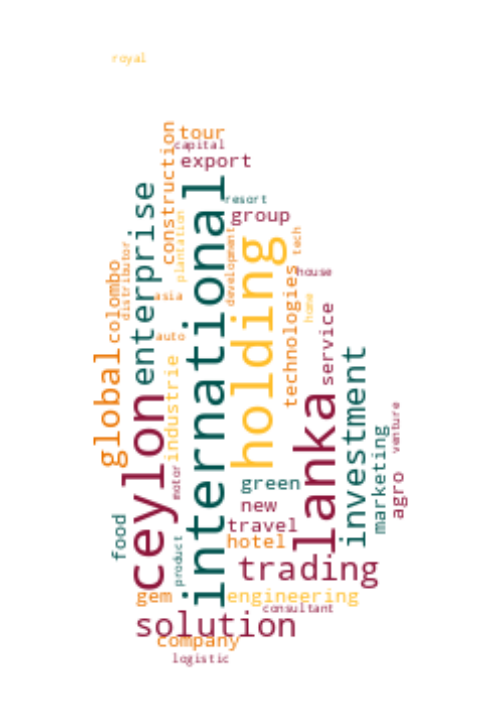 royal
tour
construction
capital
export
enterprise
international
resort
group
plantation
holding
development
tech
distributor
colombo
asia
house
technologies
home
service
auto
global
industrie
ceylon
lanka
investment
venture
marketing
agro
motor
green
new
food
travel
hotel
product
trading
gem
engineering
consultant
solution
company
logistic